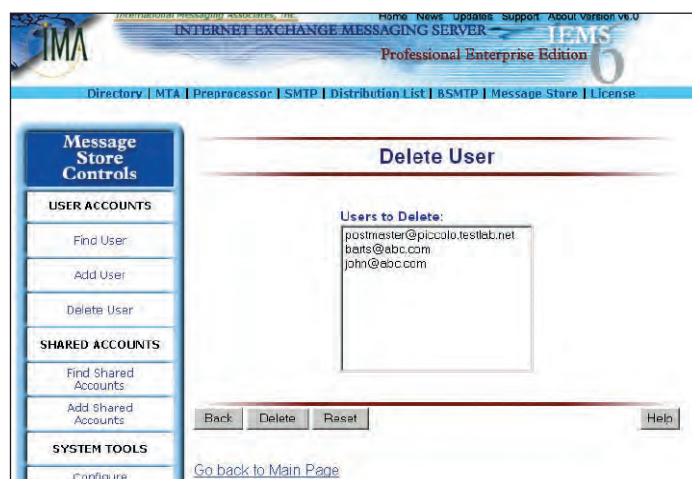 International Messaging Associates, Inc.
Home News Updates Support About Version v6.0
IMA
INTERNET EXCHANGE MESSAGING SERVER
IEMS
6
Professional Enterprise Edition
Directory | MTA | Preprocessor | SMTP | Distribution List | BSMTP | Message Store | License
Message
Store
Controls
USER ACCOUNTS
Find User
Add User
Delete User
SHARED ACCOUNTS
Find Shared
Accounts
Add Shared
Accounts
SYSTEM TOOLS
Configure
Delete User
Users to Delete:
postmaster@piccolo.testlab.net
barts@abc.com
john@abc.com
Back Delete Reset Help
Go back to Main Page